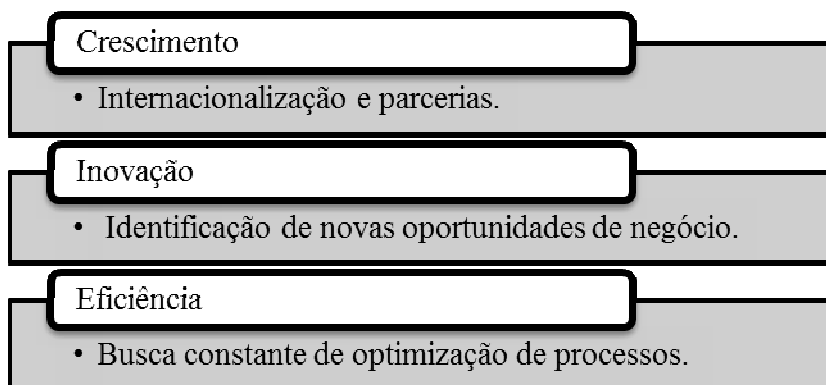 Crescimento
• Internacionalização e parcerias.
Inovação
• Identificação de novas oportunidades de negócio.
Eficiência
• Busca constante de optimização de processos.